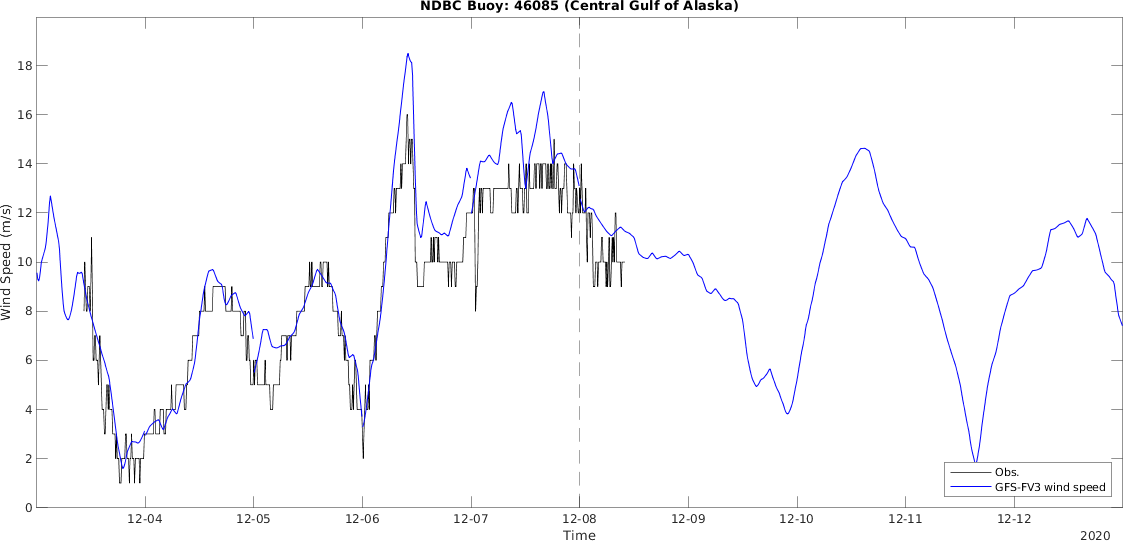 NDBC Buoy: 46085 (Central Gulf of Alaska)
Wind Speed (m/s)
18
16
14
12
10
8
6
4
2
0
Obs.
GFS-FV3 wind speed
12-04 12-05 12-06 12-07 12-08 12-09 12-10 12-11 12-12
Time
2020